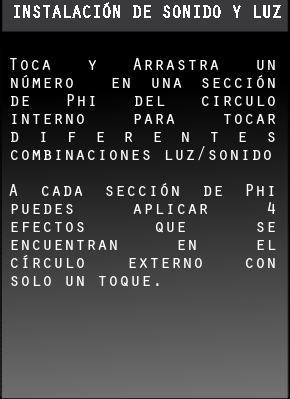 INSTALACIÓN DE SONIDO Y LUZ
Toca y Arrastra un
número en una sección
de Phi del circulo
interno para tocar
diferentes
combinaciones luz/sonido
A cada sección de Phi
puedes aplicar 4
efectos que se
encuentran en el
círculo externo con
solo un toque.